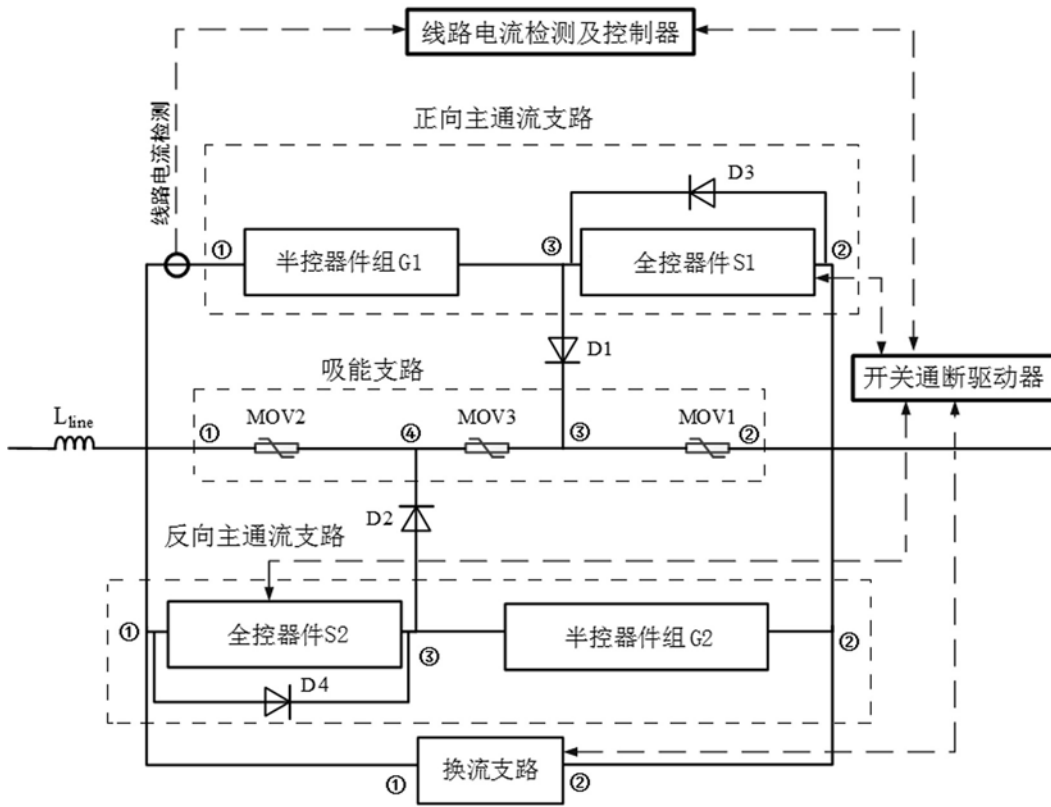 线路电流检测及控制器
线路电流检测
正向主通流支路
D3
① 半控器件组G1 ③ 全控器件S1 ②
D1
吸能支路
开关通断驱动器
Lline
① MOV2 ④ MOV3 ③ MOV1 ②
D2
反向主通流支路
① 全控器件S2 ③ 半控器件组G2 ②
D4
① 换流支路 ②